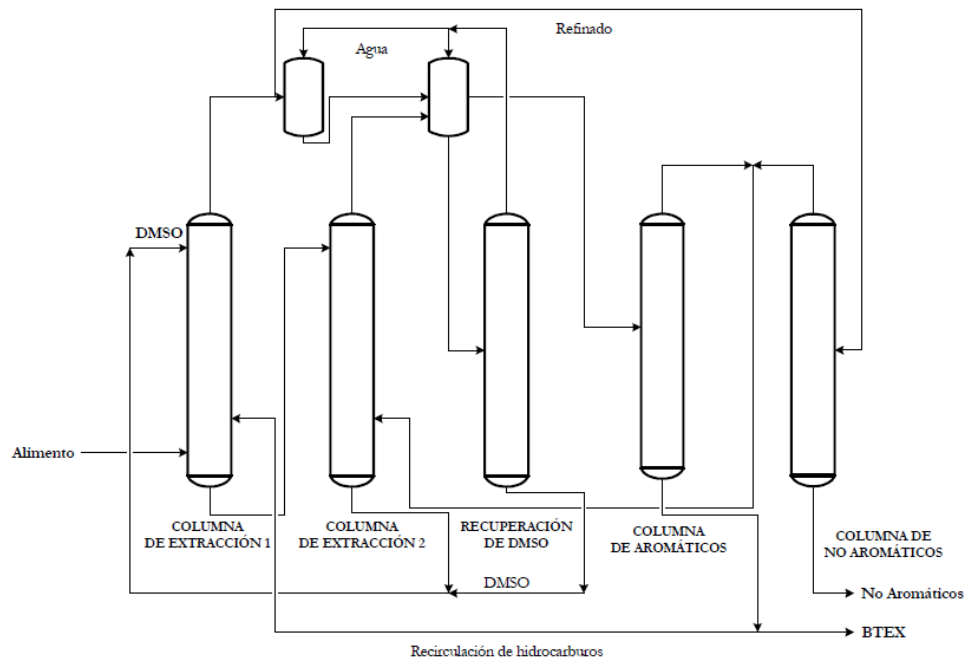 Refinado
Agua
DMSO
Alimento
COLUMNA
DE EXTRACCIÓN 1
COLUMNA
DE EXTRACCIÓN 2
RECUPERACIÓN
DE DMSO
COLUMNA
DE AROMÁTICOS
COLUMNA DE
NO AROMÁTICOS
DMSO
No Aromáticos
BTEX
Recirculación de hidrocarburos